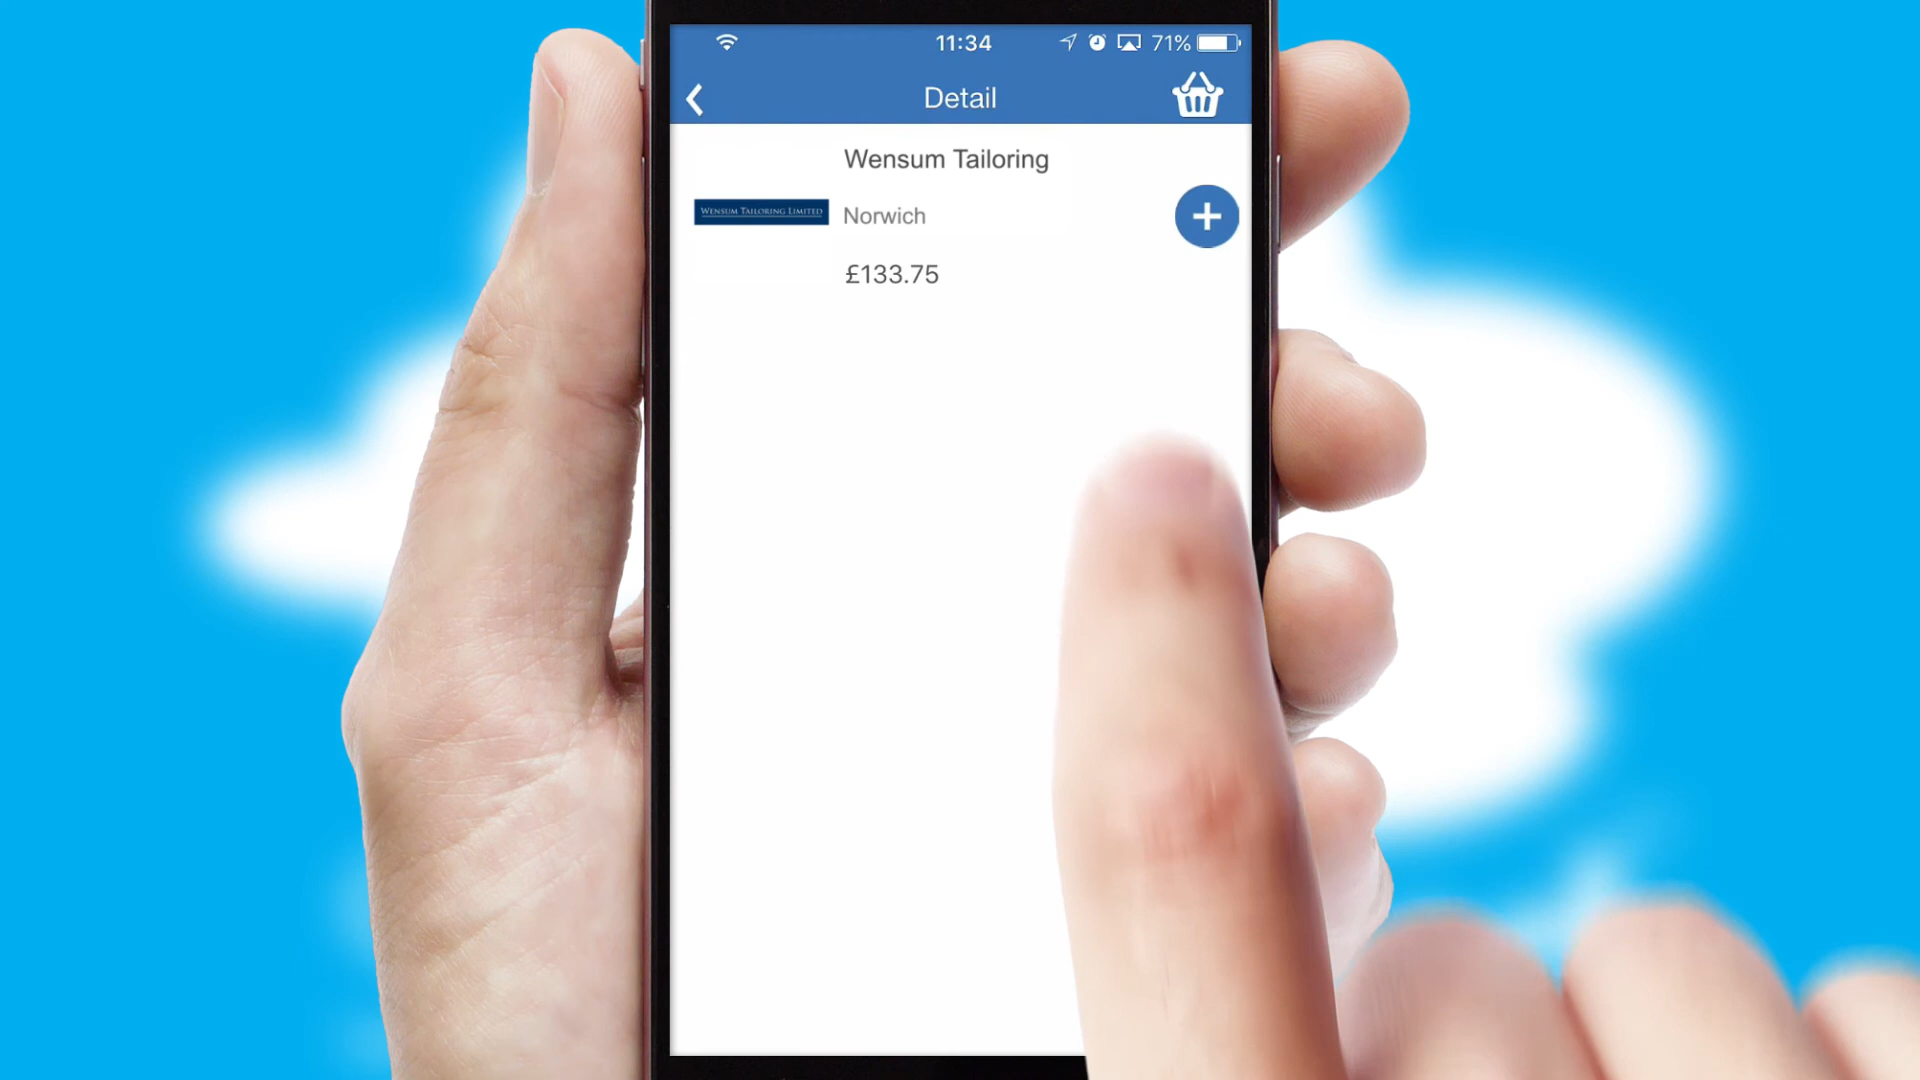 11:34
71%
Detail
Wensum Tailoring
WENSUM TAILORING LIMITED
Norwich
£133.75